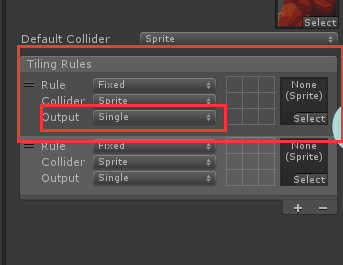 Select
Default Collider Sprite
Tiling Rules
Rule Fixed
None
(Sprite)
Collider Sprite
Output Single
Select
Rule Fixed
None
(Sprite)
Collider Sprite
Output Single
Select
+ −